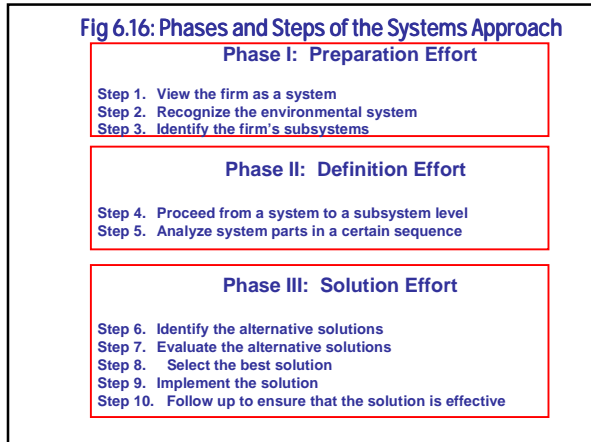 Fig 6.16: Phases and Steps of the Systems Approach
Phase I: Preparation Effort
Step 1. View the firm as a system
Step 2. Recognize the environmental system
Step 3. Identify the firm's subsystems
Phase II: Definition Effort
Step 4. Proceed from a system to a subsystem level
Step 5. Analyze system parts in a certain sequence
Phase III: Solution Effort
Step 6. Identify the alternative solutions
Step 7. Evaluate the alternative solutions
Step 8. Select the best solution
Step 9. Implement the solution
Step 10. Follow up to ensure that the solution is effective